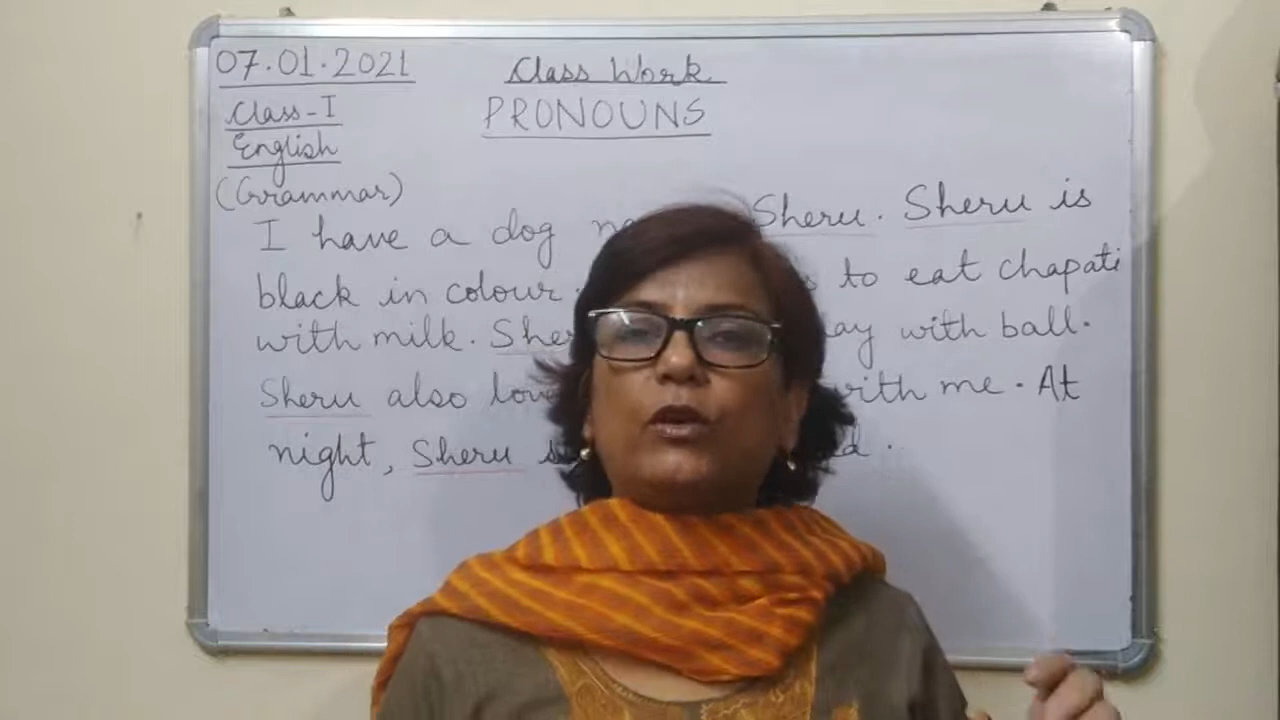 07.01.2021
Class Work
Class-I
PRONOUNS
English
(Grammar)
I have a dog Sheru. Sheru is
black in colour. to eat chapati
with milk. with ball.
Sheru also with me. At
night, Sheru